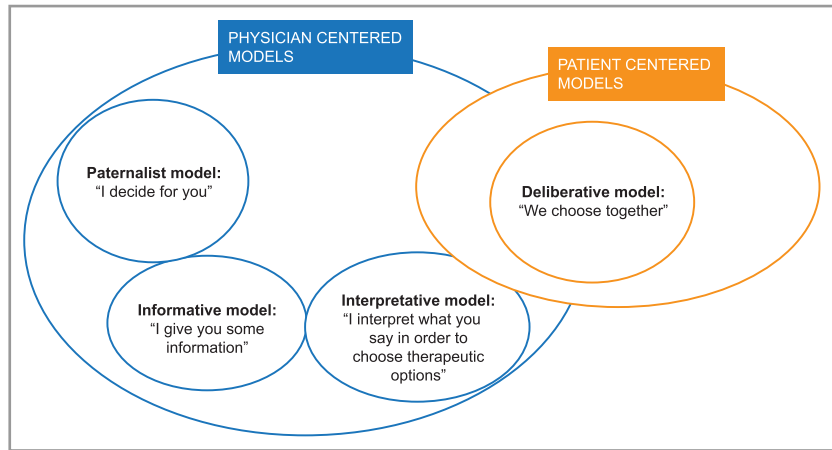 PHYSICIAN CENTERED
MODELS
PATIENT CENTERED
MODELS
Paternalist model:
“I decide for you”
Deliberative model:
“We choose together”
Informative model:
“I give you some
information”
Interpretative model:
“I interpret what you
say in order to
choose therapeutic
options”